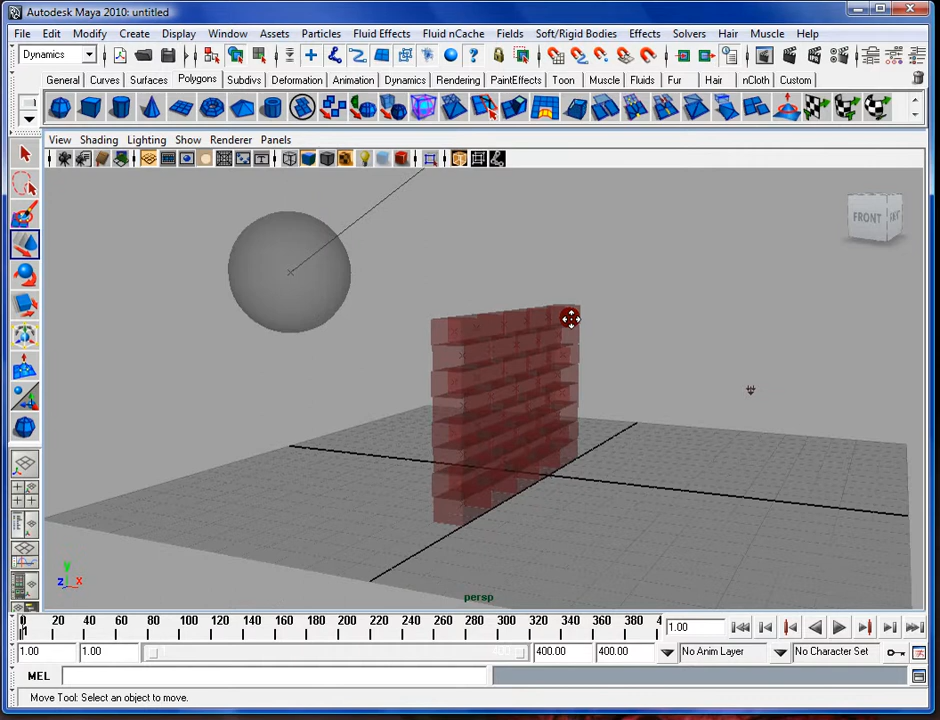 Autodesk Maya 2010: untitled
File Edit Modify Create Display Window Assets Particles Fluid Effects Fluid nCache Fields Soft/Rigid Bodies Effects Solvers Hair Muscle Help
Dynamics
General Curves Surfaces Polygons Subdivs Deformation Animation Dynamics Rendering PaintEffects Toon Muscle Fluids Fur Hair nCloth Custom
View Shading Lighting Show Renderer Panels
FRONT
y
z x
persp
1 20 40 60 80 100 120 140 160 180 200 220 240 260 280 300 320 340 360 380 4 1.00
1.00 1.00 400.00 400.00 No Anim Layer No Character Set
MEL
Move Tool: Select an object to move.